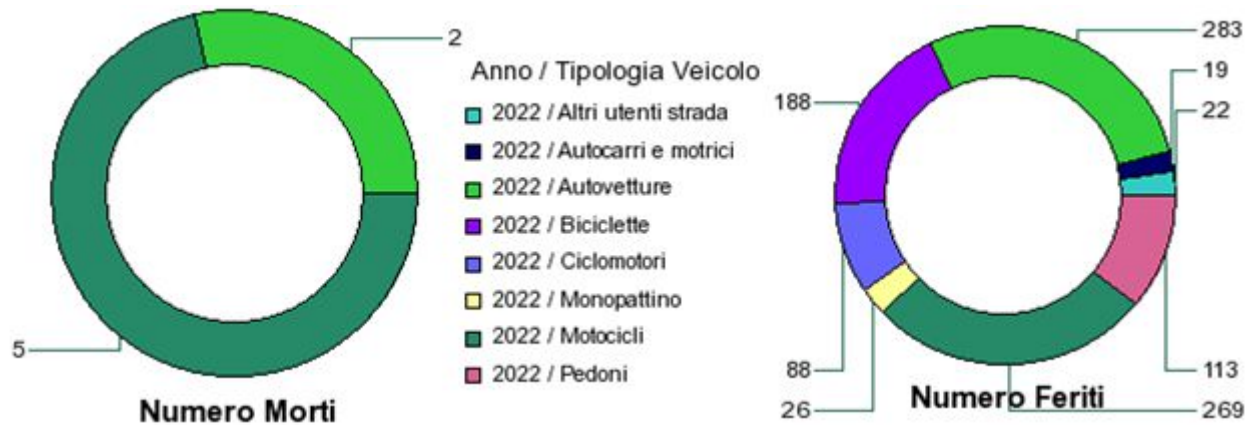 2
5
Numero Morti
Anno / Tipologia Veicolo
2022 / Altri utenti strada
2022 / Autocarri e motrici
2022 / Autovetture
2022 / Biciclette
2022 / Ciclomotori
2022 / Monopattino
2022 / Motocicli
2022 / Pedoni
283
19
22
188
88
26
113
269
Numero Feriti